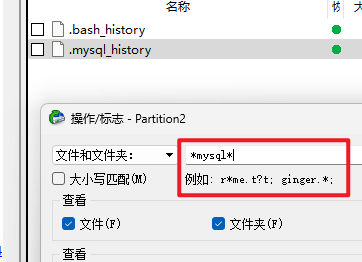 名称
大
.bash_history
.mysql_history
操作/标志 - Partition2
文件和文件夹:
*mysql*
大小写匹配(M)
例如: r*me.t?t; ginger.*;
查看
文件(F)
文件夹(E)
查看